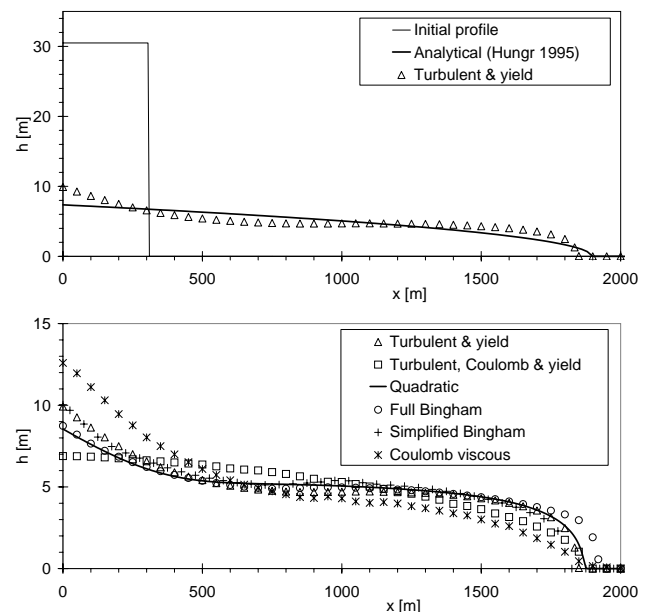 30
20
10
0
h [m]
Initial profile
Analytical (Hungr 1995)
Turbulent & yield
0
500
1000
1500
2000
x [m]
15
10
5
0
h [m]
Turbulent & yield
Turbulent, Coulomb & yield
Quadratic
Full Bingham
Simplified Bingham
Coulomb viscous
0
500
1000
1500
2000
x [m]